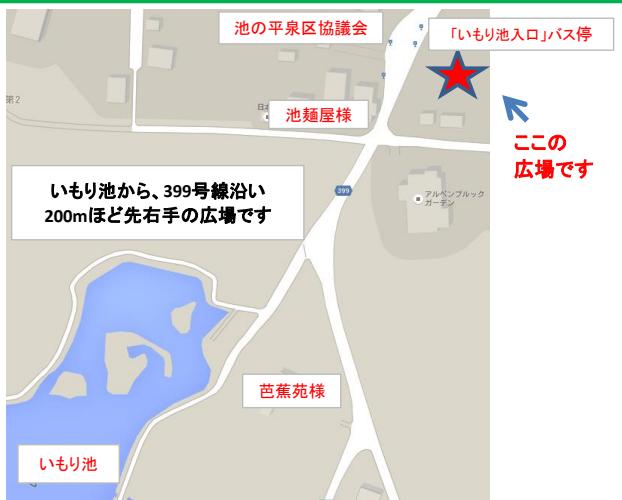 池の平泉区協議会
「いもり池入口」バス停
第2
日本
池麺屋様
ここの
広場です
いもり池から、399号線沿い
200mほど先右手の広場です
399
アルペンブルック
ガーデン
芭蕉苑様
いもり池